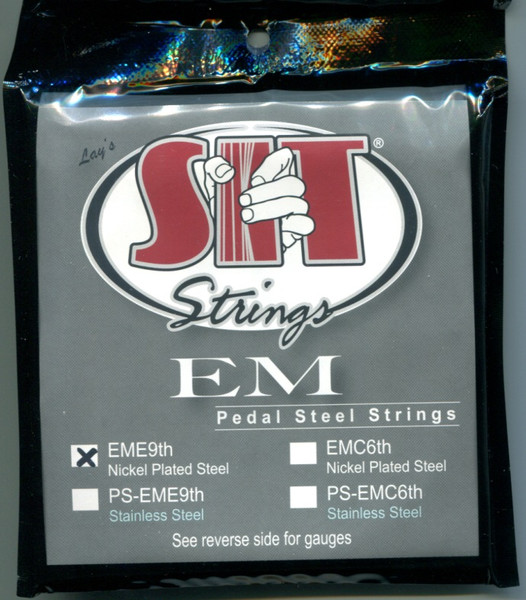 Lay's
SIT®
Strings
EM
Pedal Steel Strings
EME9th
Nickel Plated Steel
EMC6th
Nickel Plated Steel
PS-EME9th
Stainless Steel
PS-EMC6th
Stainless Steel
See reverse side for gauges